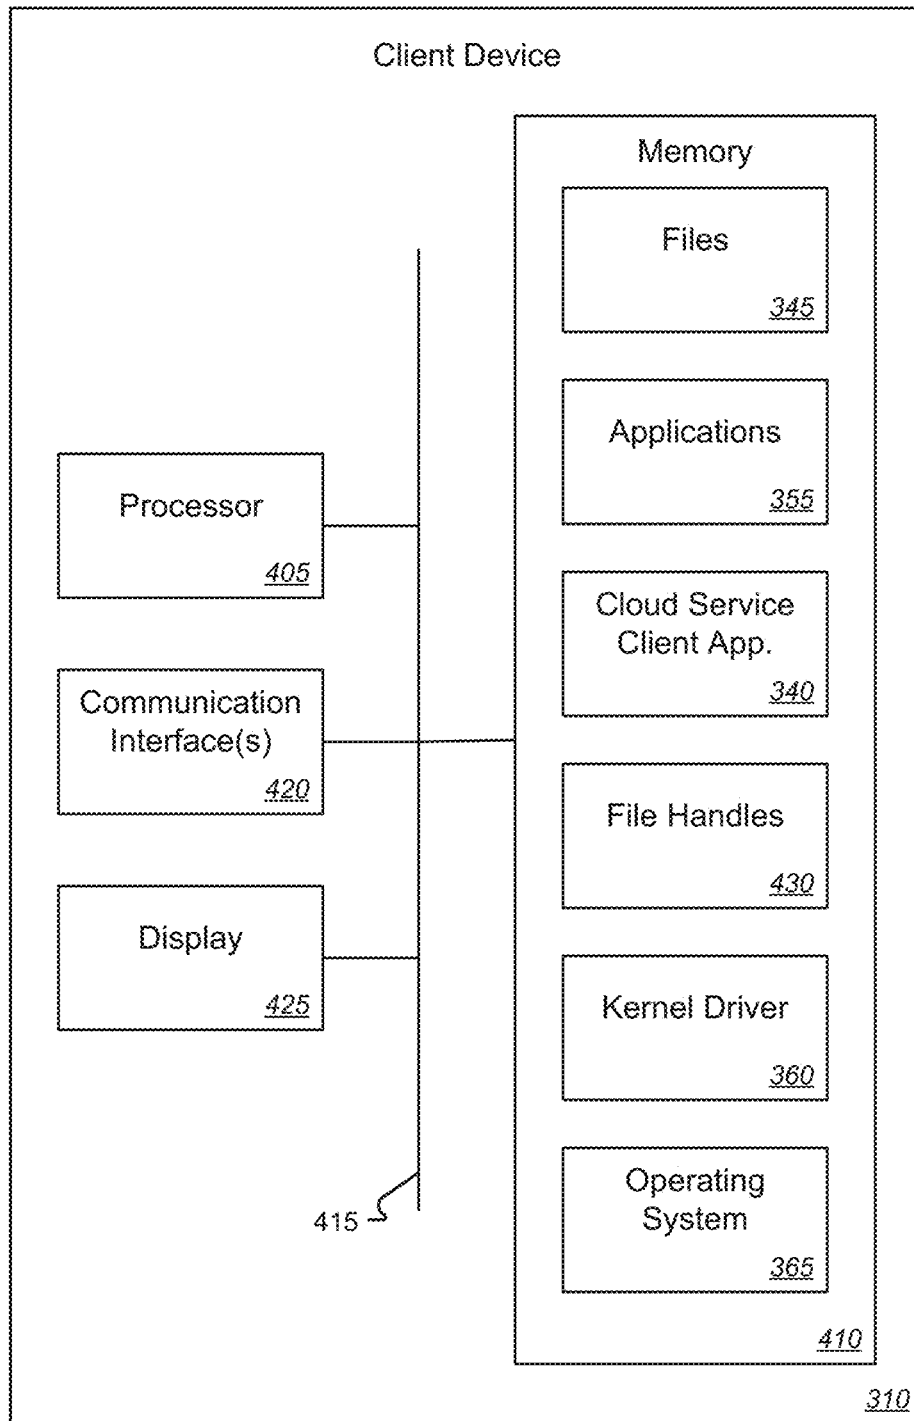 Client Device
Memory
Files
345
Applications
355
Cloud Service
Client App.
340
File Handles
430
Kernel Driver
360
Operating
System
365
410
Processor
405
Communication
Interface(s)
420
Display
425
415
310